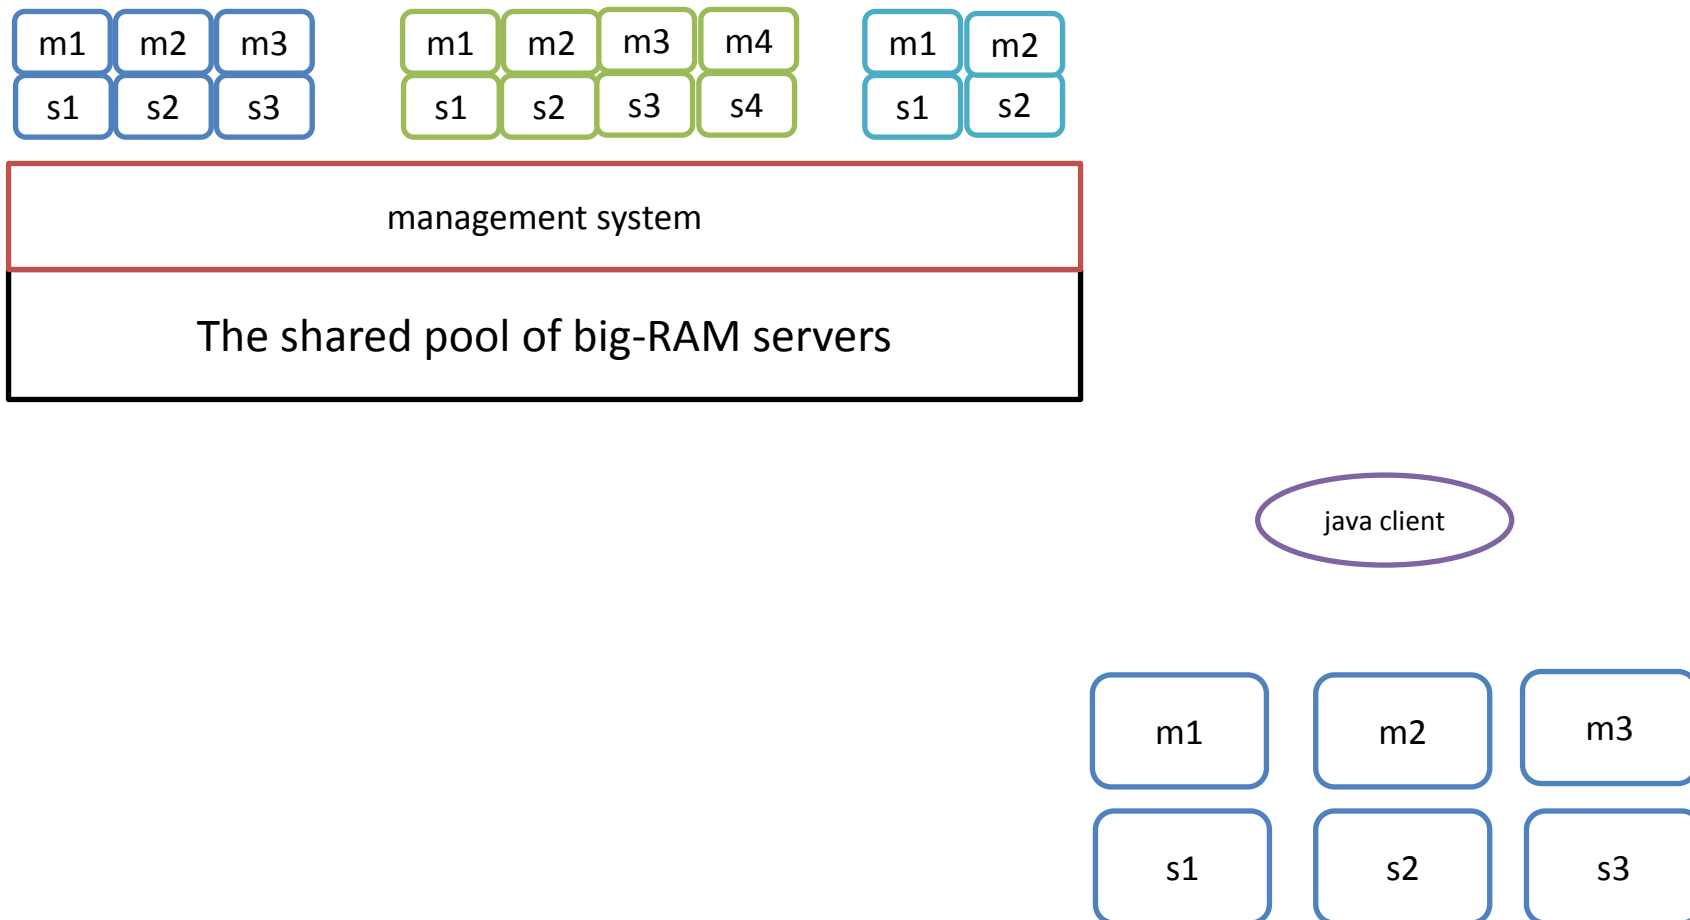 m1 m2 m3 m1 m2 m3 m4 m1 m2
s1 s2 s3 s1 s2 s3 s4 s1 s2
management system
The shared pool of big-RAM servers
java client
m1 m2 m3
s1 s2 s3